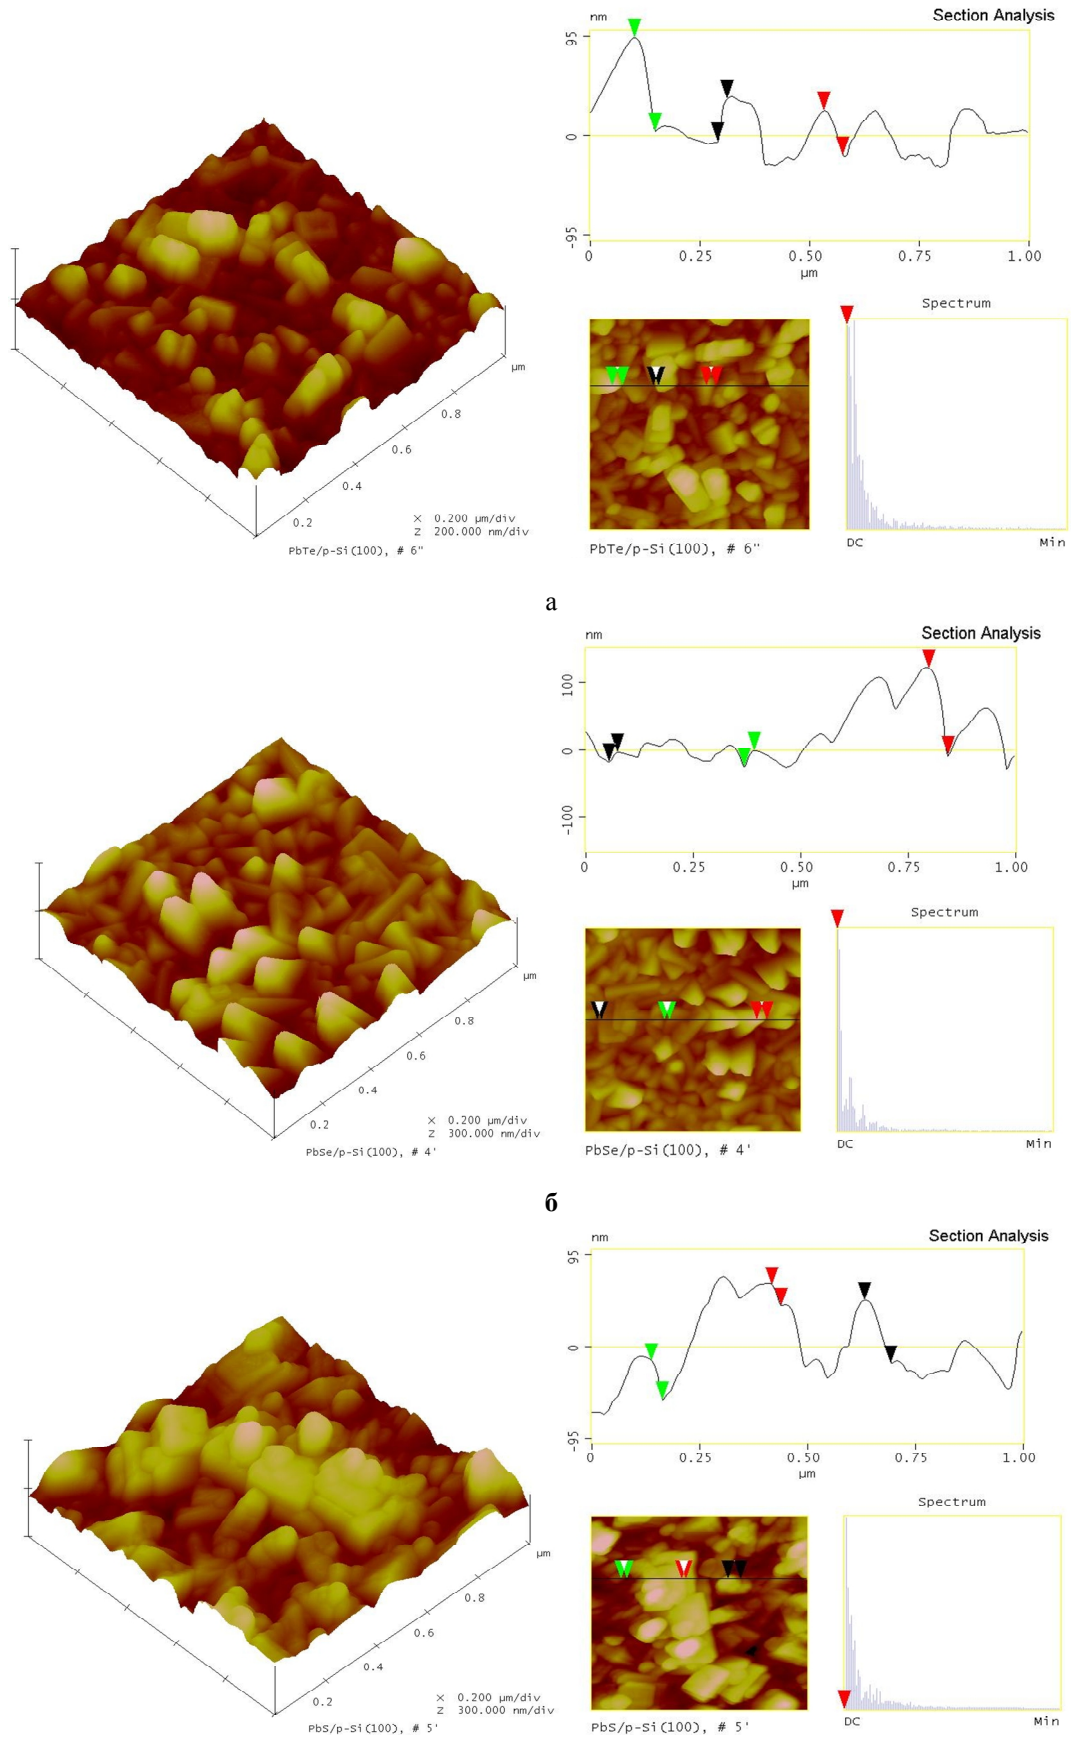 nm
Section Analysis
95
0
-95
0
0.25
0.50
0.75
1.00
µm
µm
0.8
0.6
0.4
0.2
X 0.200 µm/div
Z 200.000 nm/div
PbTe/p-Si(100), # 6"
Spectrum
DC
Min
PbTe/p-Si(100), # 6"
а
nm
Section Analysis
100
0
-100
0
0.25
0.50
0.75
1.00
µm
µm
0.8
0.6
0.4
0.2
X 0.200 µm/div
Z 300.000 nm/div
PbSe/p-Si(100), # 4'
Spectrum
DC
Min
PbSe/p-Si(100), # 4'
б
nm
Section Analysis
95
0
-95
0
0.25
0.50
0.75
1.00
µm
µm
0.8
0.6
0.4
0.2
X 0.200 µm/div
Z 300.000 nm/div
PbS/p-Si(100), # 5'
Spectrum
DC
Min
PbS/p-Si(100), # 5'